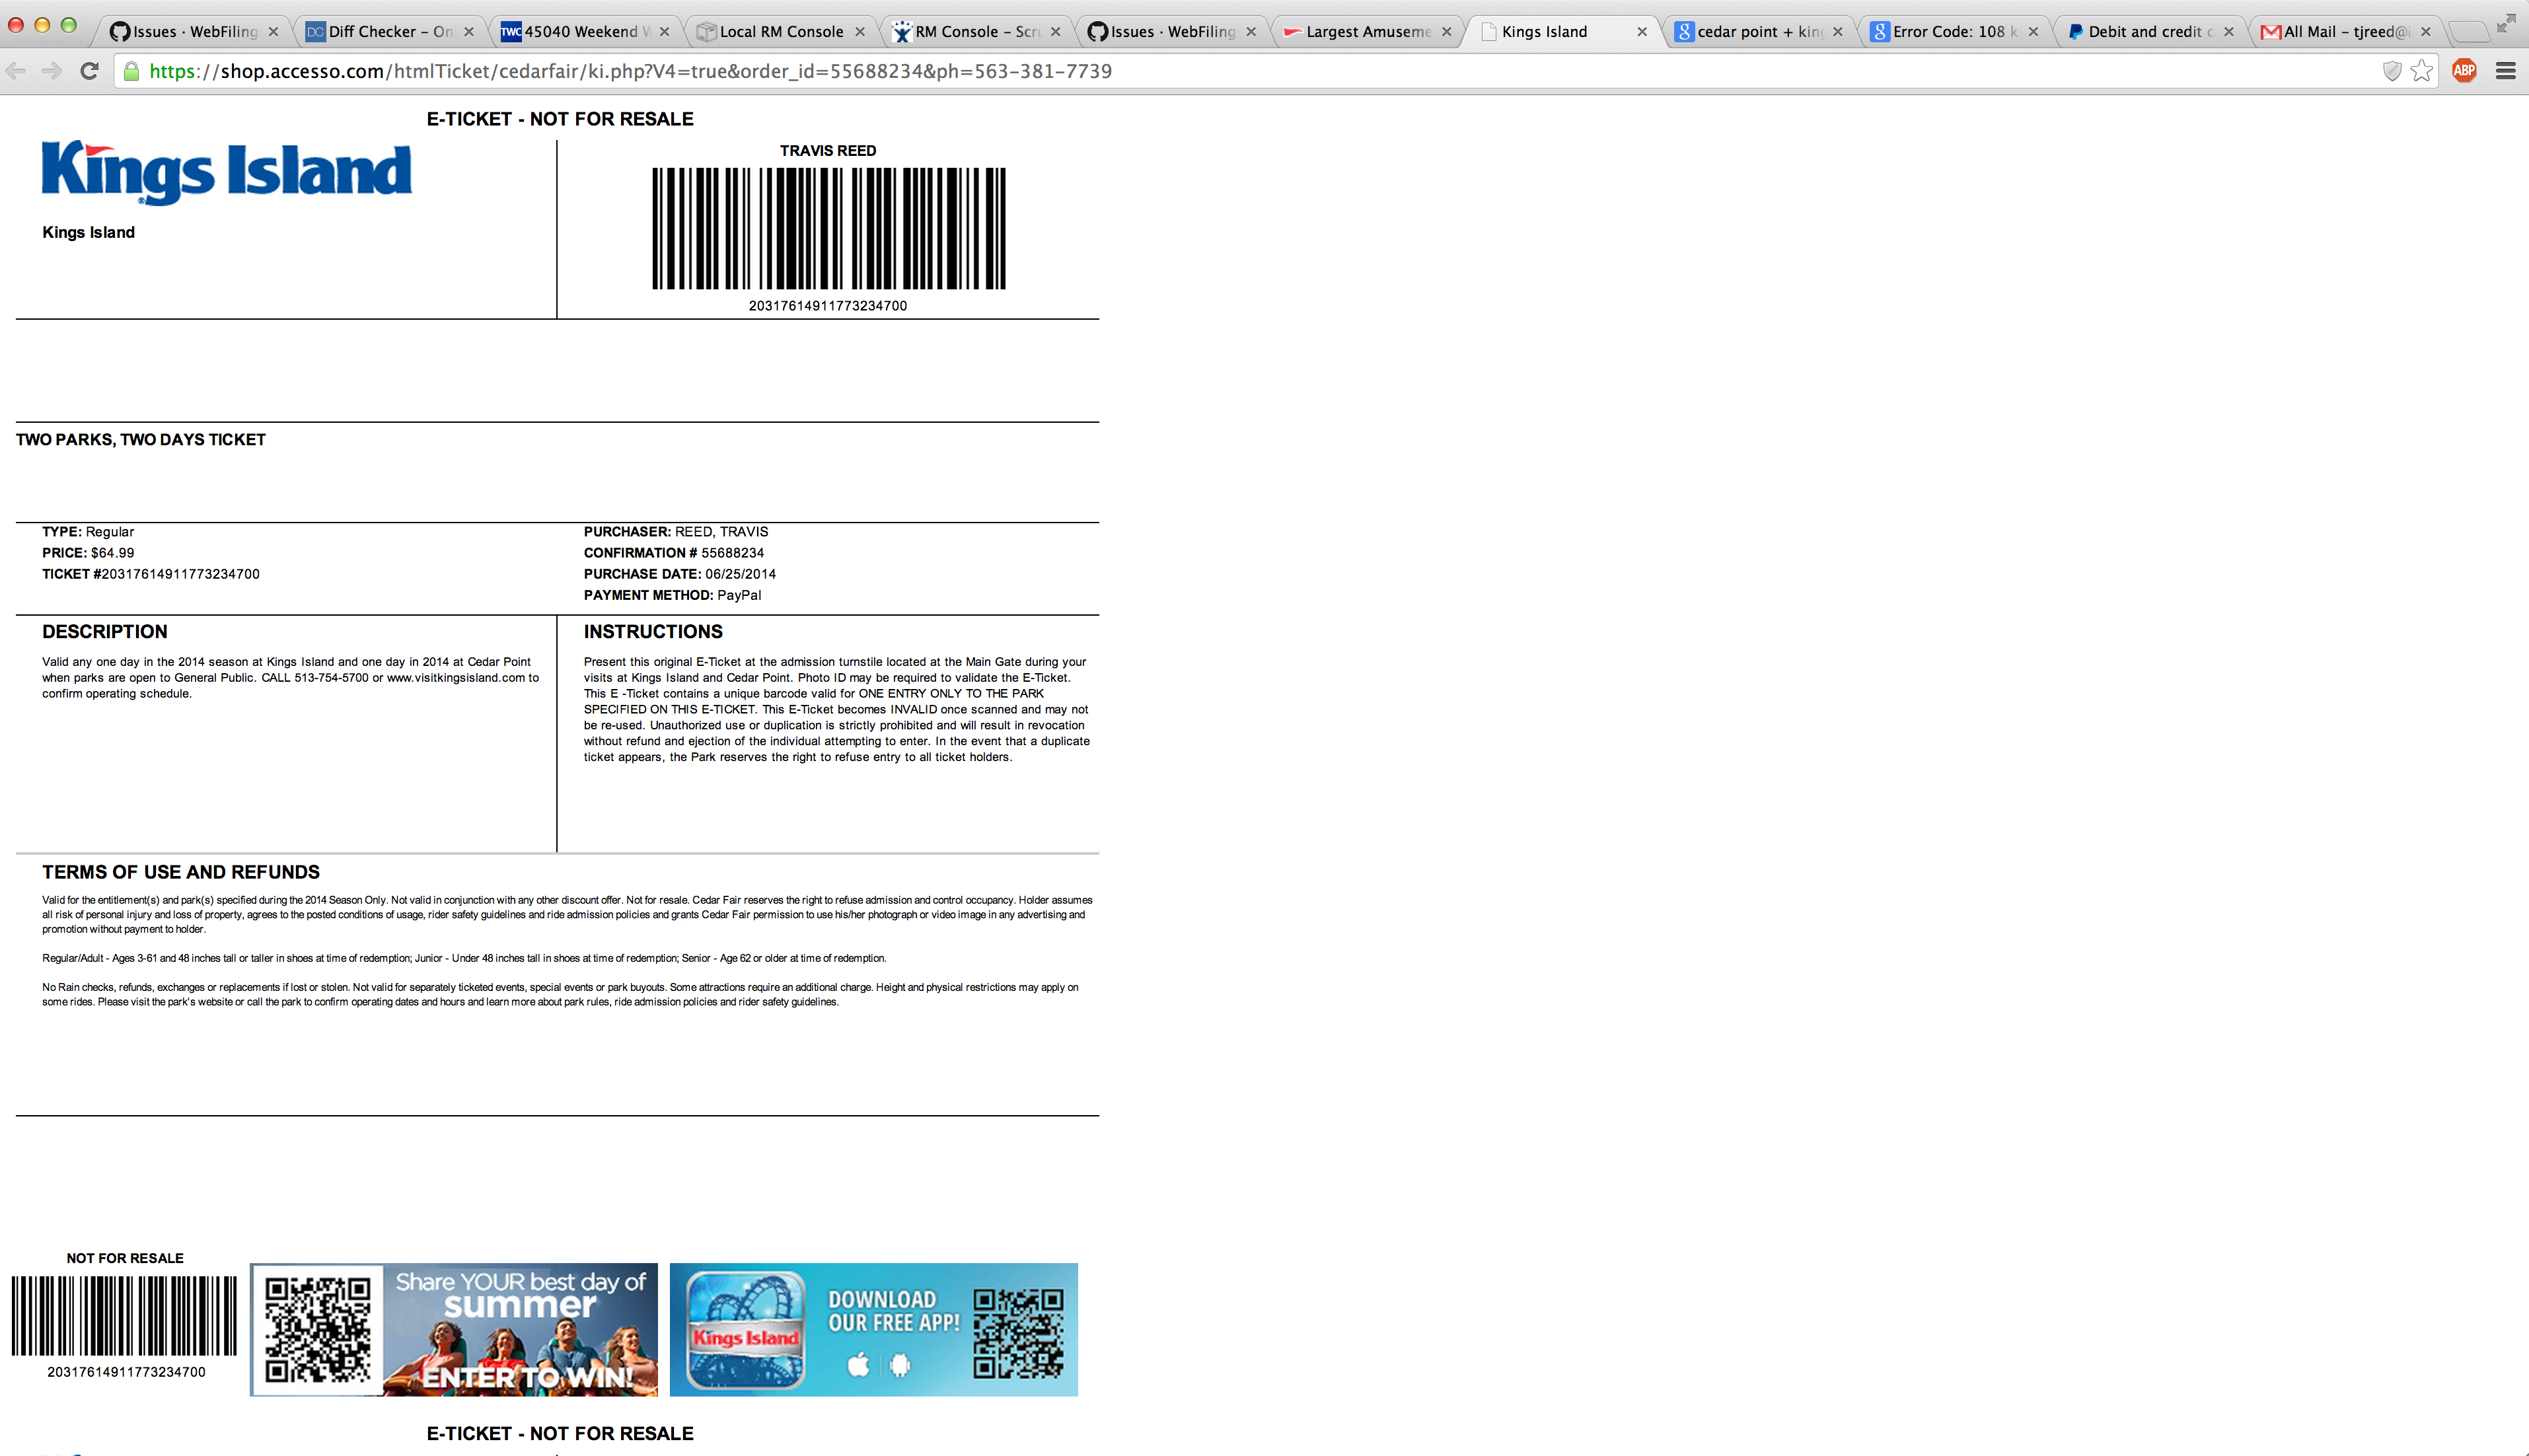 Issues · WebFiling
DC Diff Checker – On
TWC 45040 Weekend W
Local RM Console
RM Console – Scru
Issues · WebFiling
Largest Amuseme
Kings Island
cedar point + king
Error Code: 108 k
Debit and credit c
All Mail – tjreed@i
https://shop.accesso.com/htmlTicket/cedarfair/ki.php?V4=true&order_id=55688234&ph=563-381-7739
ABP
E-TICKET - NOT FOR RESALE
Kings Island
®
Kings Island
TRAVIS REED
20317614911773234700
TWO PARKS, TWO DAYS TICKET
TYPE: Regular
PRICE: $64.99
TICKET #20317614911773234700
PURCHASER: REED, TRAVIS
CONFIRMATION # 55688234
PURCHASE DATE: 06/25/2014
PAYMENT METHOD: PayPal
DESCRIPTION
Valid any one day in the 2014 season at Kings Island and one day in 2014 at Cedar Point
when parks are open to General Public. CALL 513-754-5700 or www.visitkingsisland.com to
confirm operating schedule.
INSTRUCTIONS
Present this original E-Ticket at the admission turnstile located at the Main Gate during your
visits at Kings Island and Cedar Point. Photo ID may be required to validate the E-Ticket.
This E -Ticket contains a unique barcode valid for ONE ENTRY ONLY TO THE PARK
SPECIFIED ON THIS E-TICKET. This E-Ticket becomes INVALID once scanned and may not
be re-used. Unauthorized use or duplication is strictly prohibited and will result in revocation
without refund and ejection of the individual attempting to enter. In the event that a duplicate
ticket appears, the Park reserves the right to refuse entry to all ticket holders.
TERMS OF USE AND REFUNDS
Valid for the entitlement(s) and park(s) specified during the 2014 Season Only. Not valid in conjunction with any other discount offer. Not for resale. Cedar Fair reserves the right to refuse admission and control occupancy. Holder assumes
all risk of personal injury and loss of property, agrees to the posted conditions of usage, rider safety guidelines and ride admission policies and grants Cedar Fair permission to use his/her photograph or video image in any advertising and
promotion without payment to holder.
Regular/Adult - Ages 3-61 and 48 inches tall or taller in shoes at time of redemption; Junior - Under 48 inches tall in shoes at time of redemption; Senior - Age 62 or older at time of redemption.
No Rain checks, refunds, exchanges or replacements if lost or stolen. Not valid for separately ticketed events, special events or park buyouts. Some attractions require an additional charge. Height and physical restrictions may apply on
some rides. Please visit the park's website or call the park to confirm operating dates and hours and learn more about park rules, ride admission policies and rider safety guidelines.
NOT FOR RESALE
20317614911773234700
Share YOUR best day of
summer
ENTER TO WIN!
Kings Island
DOWNLOAD
OUR FREE APP!
E-TICKET - NOT FOR RESALE